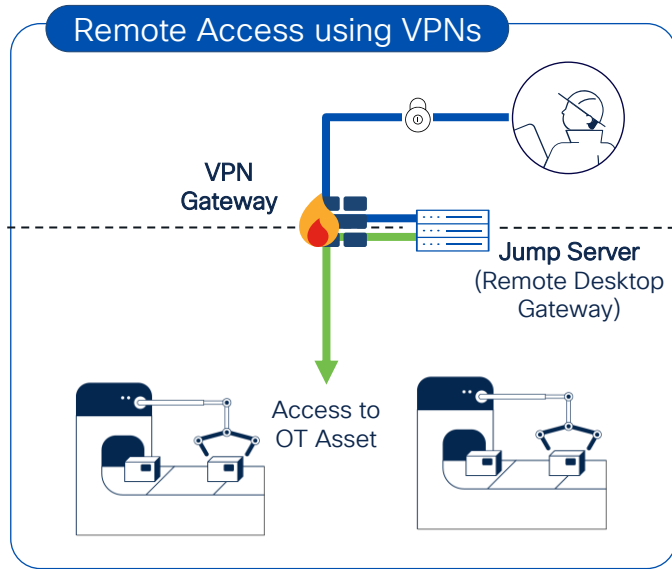 Remote Access using VPNs
VPN
Gateway
Jump Server
(Remote Desktop
Gateway)
Access to
OT Asset